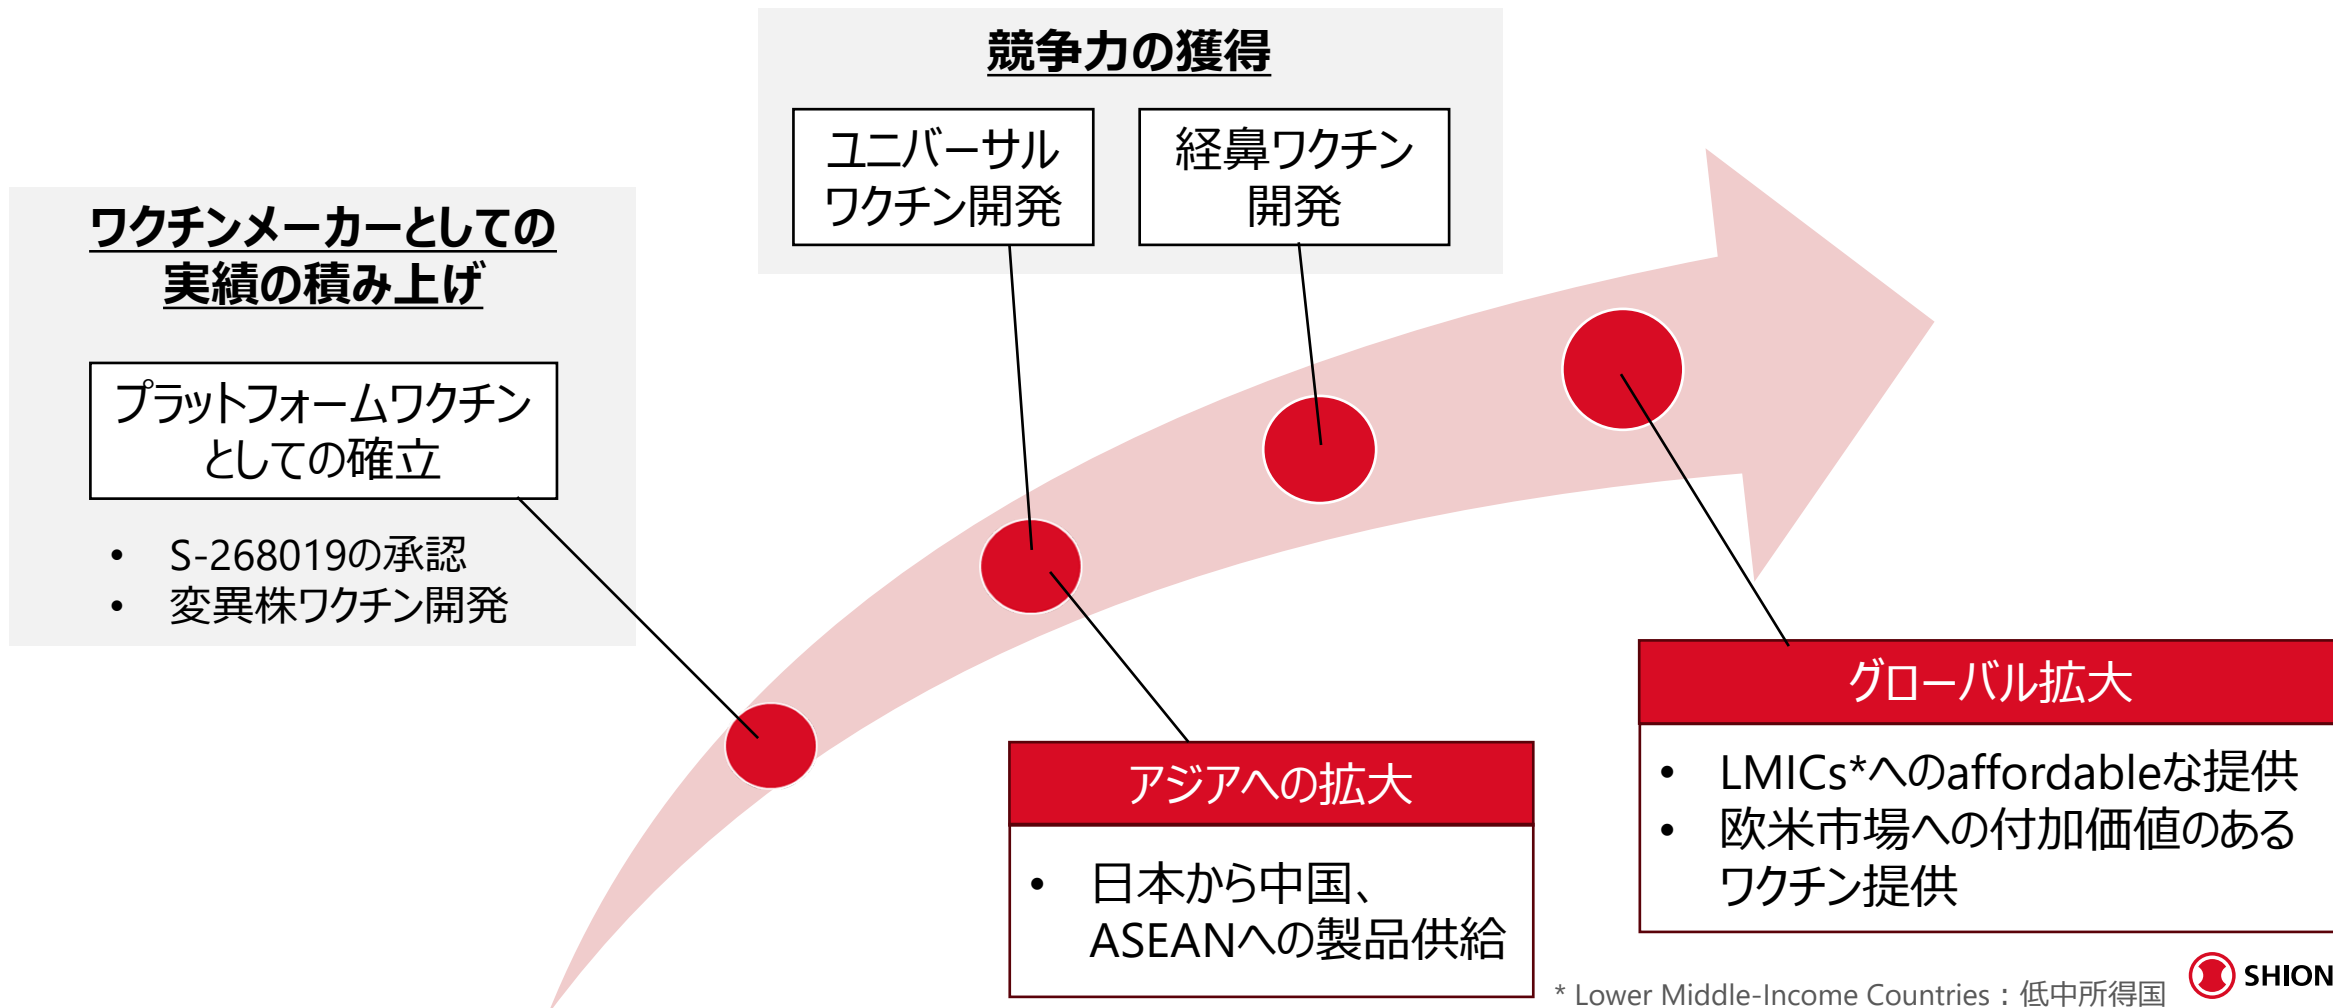 競争力の獲得
ユニバーサル
ワクチン開発
経鼻ワクチン
開発
ワクチンメーカーとしての
実績の積み上げ
プラットフォームワクチン
としての確立
• S-268019の承認
• 変異株ワクチン開発
グローバル拡大
• LMICs*へのaffordableな提供
• 欧米市場への付加価値のある
ワクチン提供
アジアへの拡大
• 日本から中国、
ASEANへの製品供給
* Lower Middle-Income Countries：低中所得国
SHION